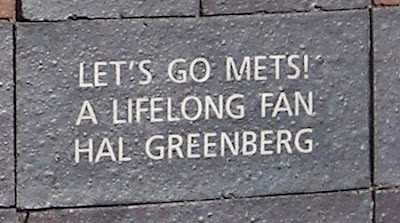 LET'S GO METS!
A LIFELONG FAN
HAL GREENBERG